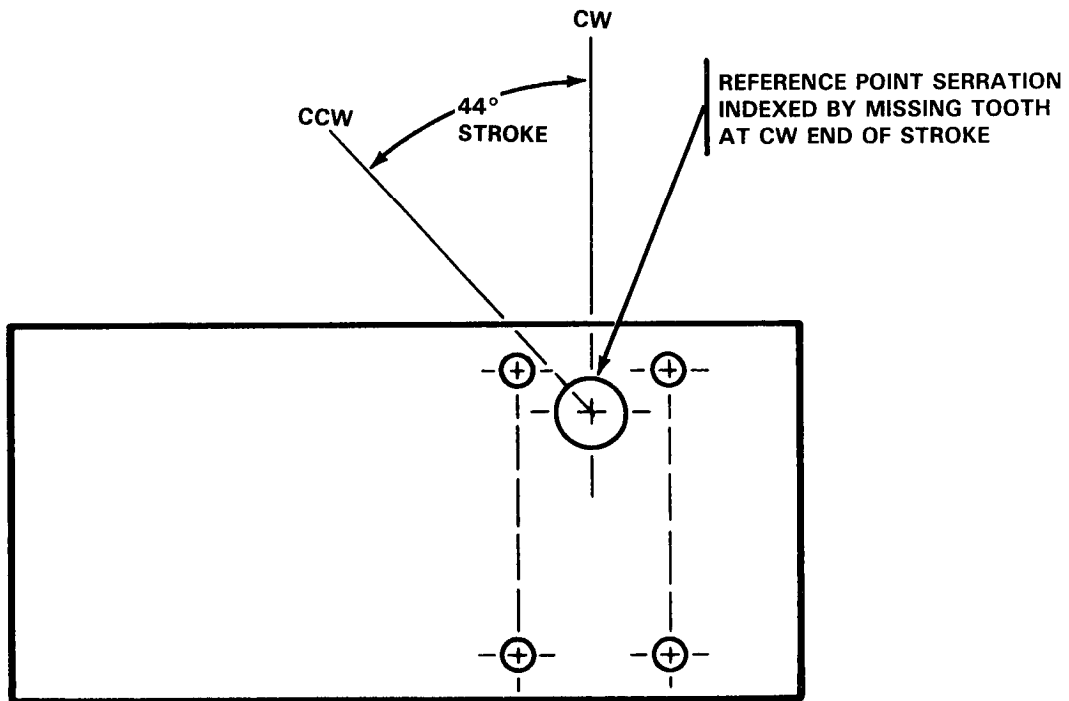 CW
44°
STROKE
CCW
REFERENCE POINT SERRATION
INDEXED BY MISSING TOOTH
AT CW END OF STROKE